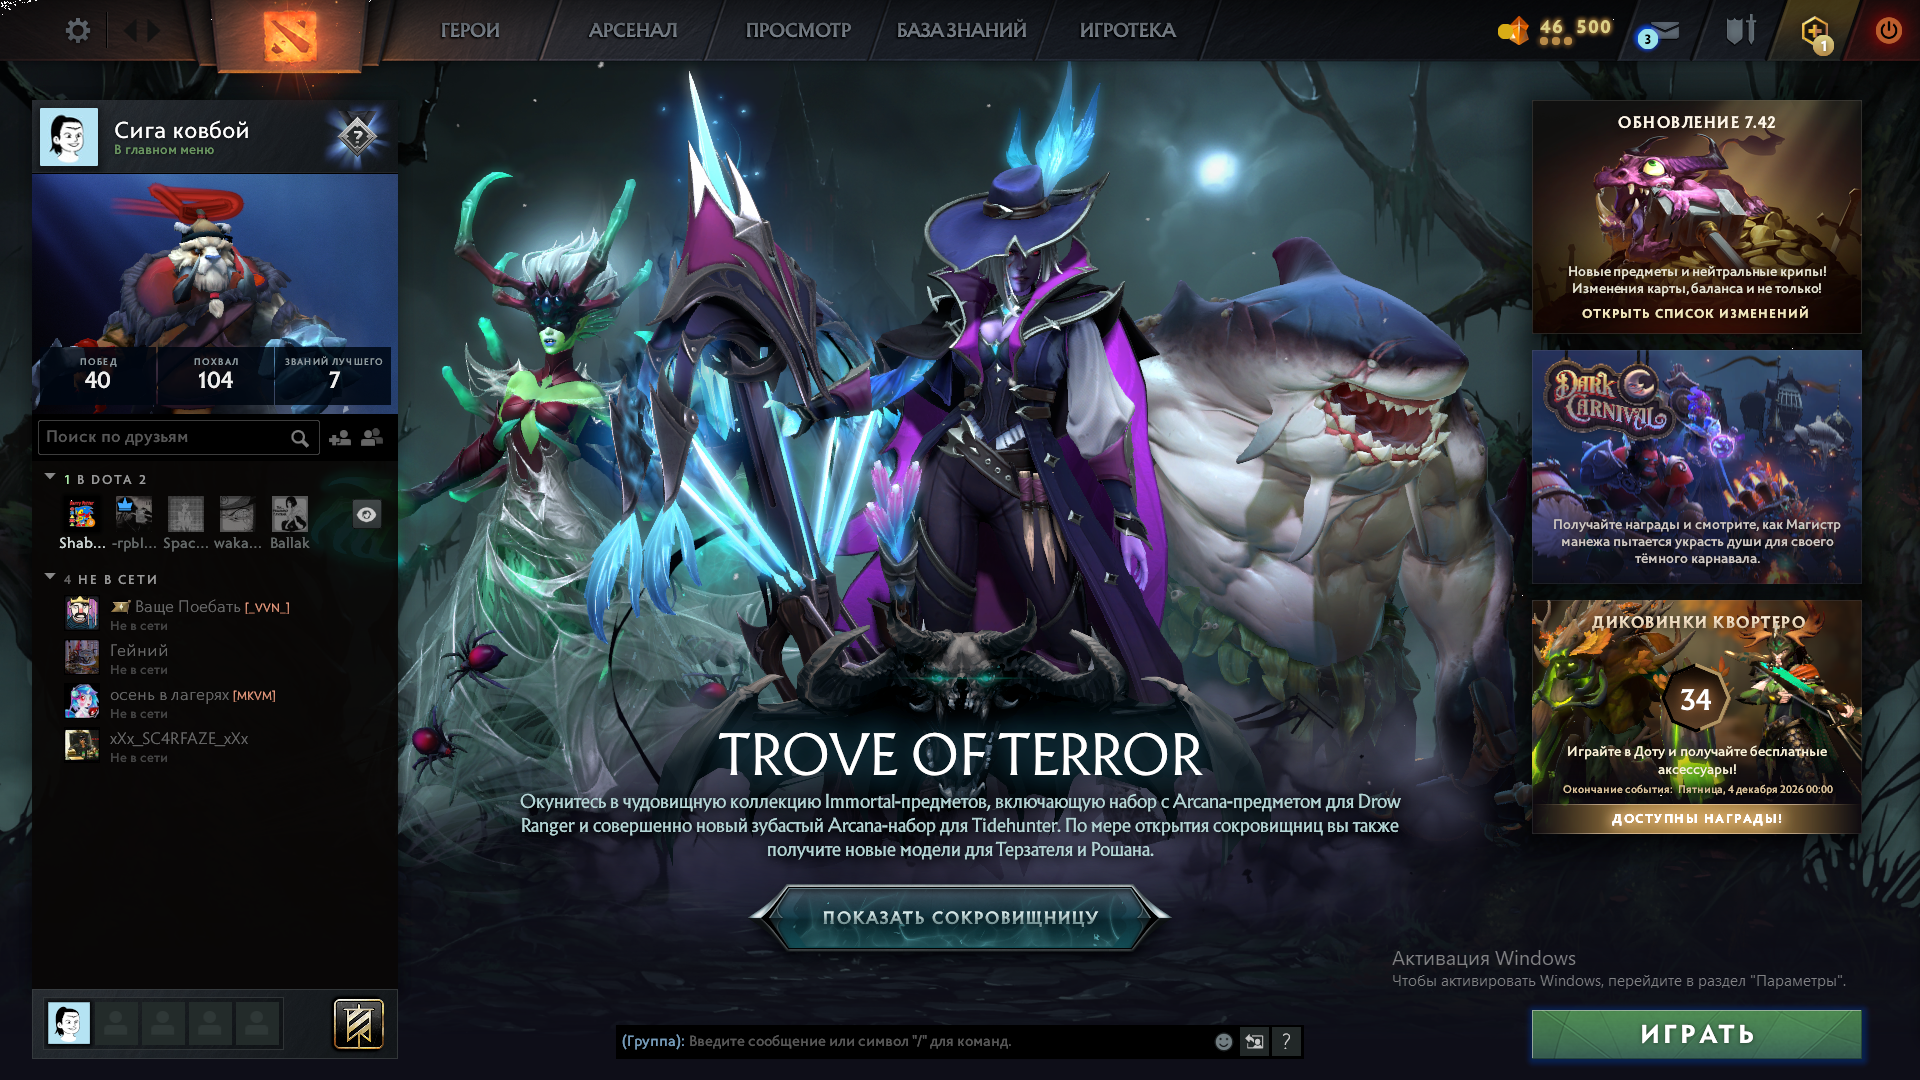 ГЕРОИ
АРСЕНАЛ
ПРОСМОТР
БАЗА ЗНАНИЙ
ИГРОТЕКА
46 500
3
1
Сига ковбой
В главном меню
?
ПОБЕД
40
ПОХВАЛ
104
ЗВАНИЙ ЛУЧШЕГО
7
Поиск по друзьям
1 В DOTA 2
Shab...
-грЫ...
Spac...
waka...
Ballak
4 НЕ В СЕТИ
Ваще Поебать [_VVN_]
Не в сети
Гейний
Не в сети
осень в лагерях [MKVM]
Не в сети
xXx_SC4RFAZE_xXx
Не в сети
TROVE OF TERROR
Окунитесь в чудовищную коллекцию Immortal-предметов, включающую набор с Arcana-предметом для Drow
Ranger и совершенно новый зубастый Arcana-набор для Tidehunter. По мере открытия сокровищниц вы также
получите новые модели для Терзателя и Рошана.
ПОКАЗАТЬ СОКРОВИЩНИЦУ
(Группа): Введите сообщение или символ "/" для команд.
?
ОБНОВЛЕНИЕ 7.42
Новые предметы и нейтральные крипы!
Изменения карты, баланса и не только!
ОТКРЫТЬ СПИСОК ИЗМЕНЕНИЙ
DARK
CARNIVAL
Получайте награды и смотрите, как Магистр
манежа пытается украсть души для своего
тёмного карнавала.
ДИКОВИНКИ КВОРТЕРО
34
Играйте в Доту и получайте бесплатные
аксессуары!
Окончание события: Пятница, 4 декабря 2026 00:00
ДОСТУПНЫ НАГРАДЫ!
Активация Windows
Чтобы активировать Windows, перейдите в раздел "Параметры".
ИГРАТЬ